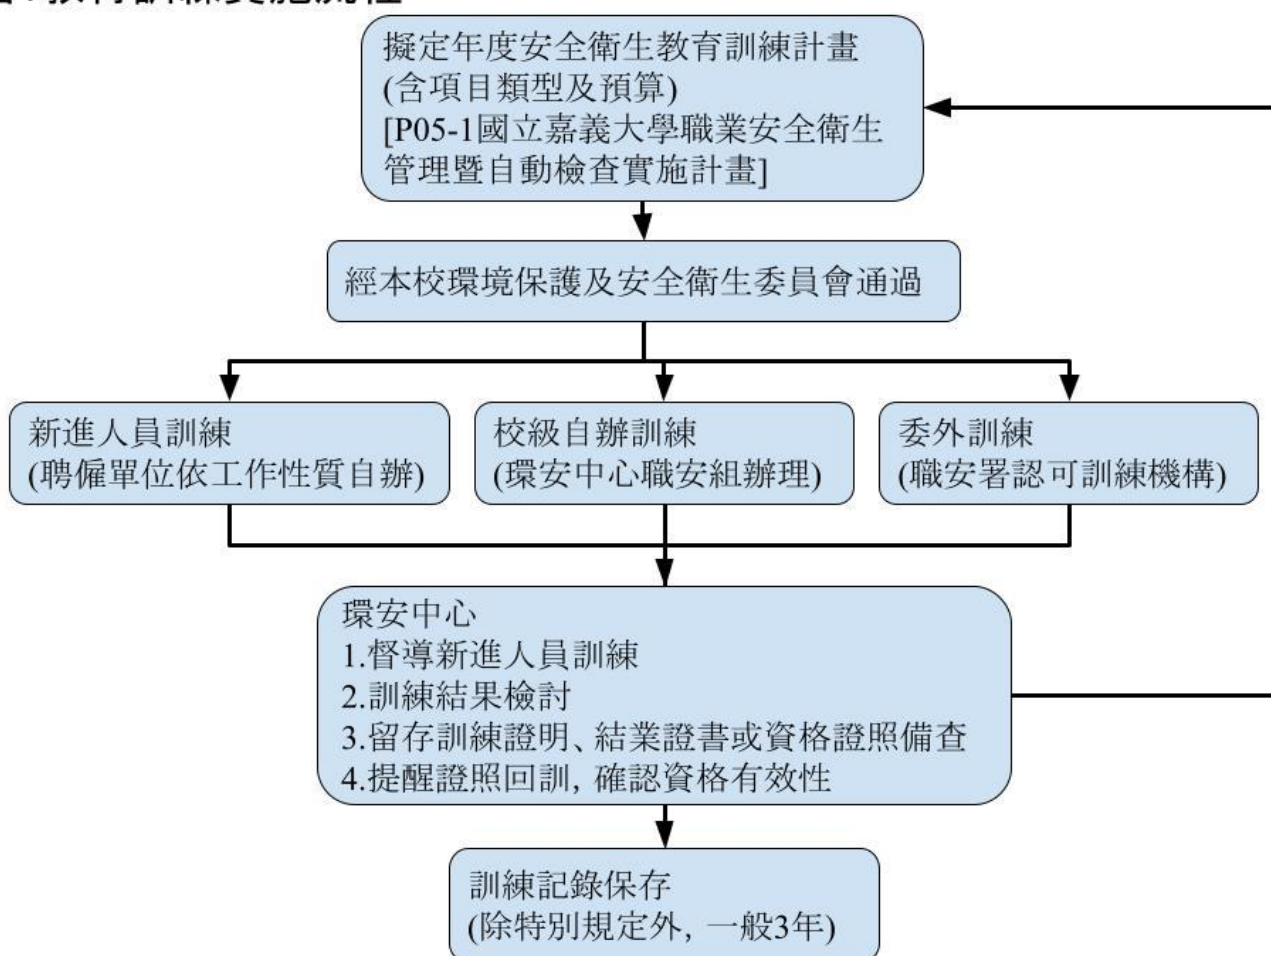 擬定年度安全衛生教育訓練計畫
(含項目類型及預算)
[P05-1國立嘉義大學職業安全衛生
管理暨自動檢查實施計畫]
經本校環境保護及安全衛生委員會通過
新進人員訓練
(聘僱單位依工作性質自辦)
校級自辦訓練
(環安中心職安組辦理)
委外訓練
(職安署認可訓練機構)
環安中心
1.督導新進人員訓練
2.訓練結果檢討
3.留存訓練證明、結業證書或資格證照備查
4.提醒證照回訓, 確認資格有效性
訓練記錄保存
(除特別規定外, 一般3年)